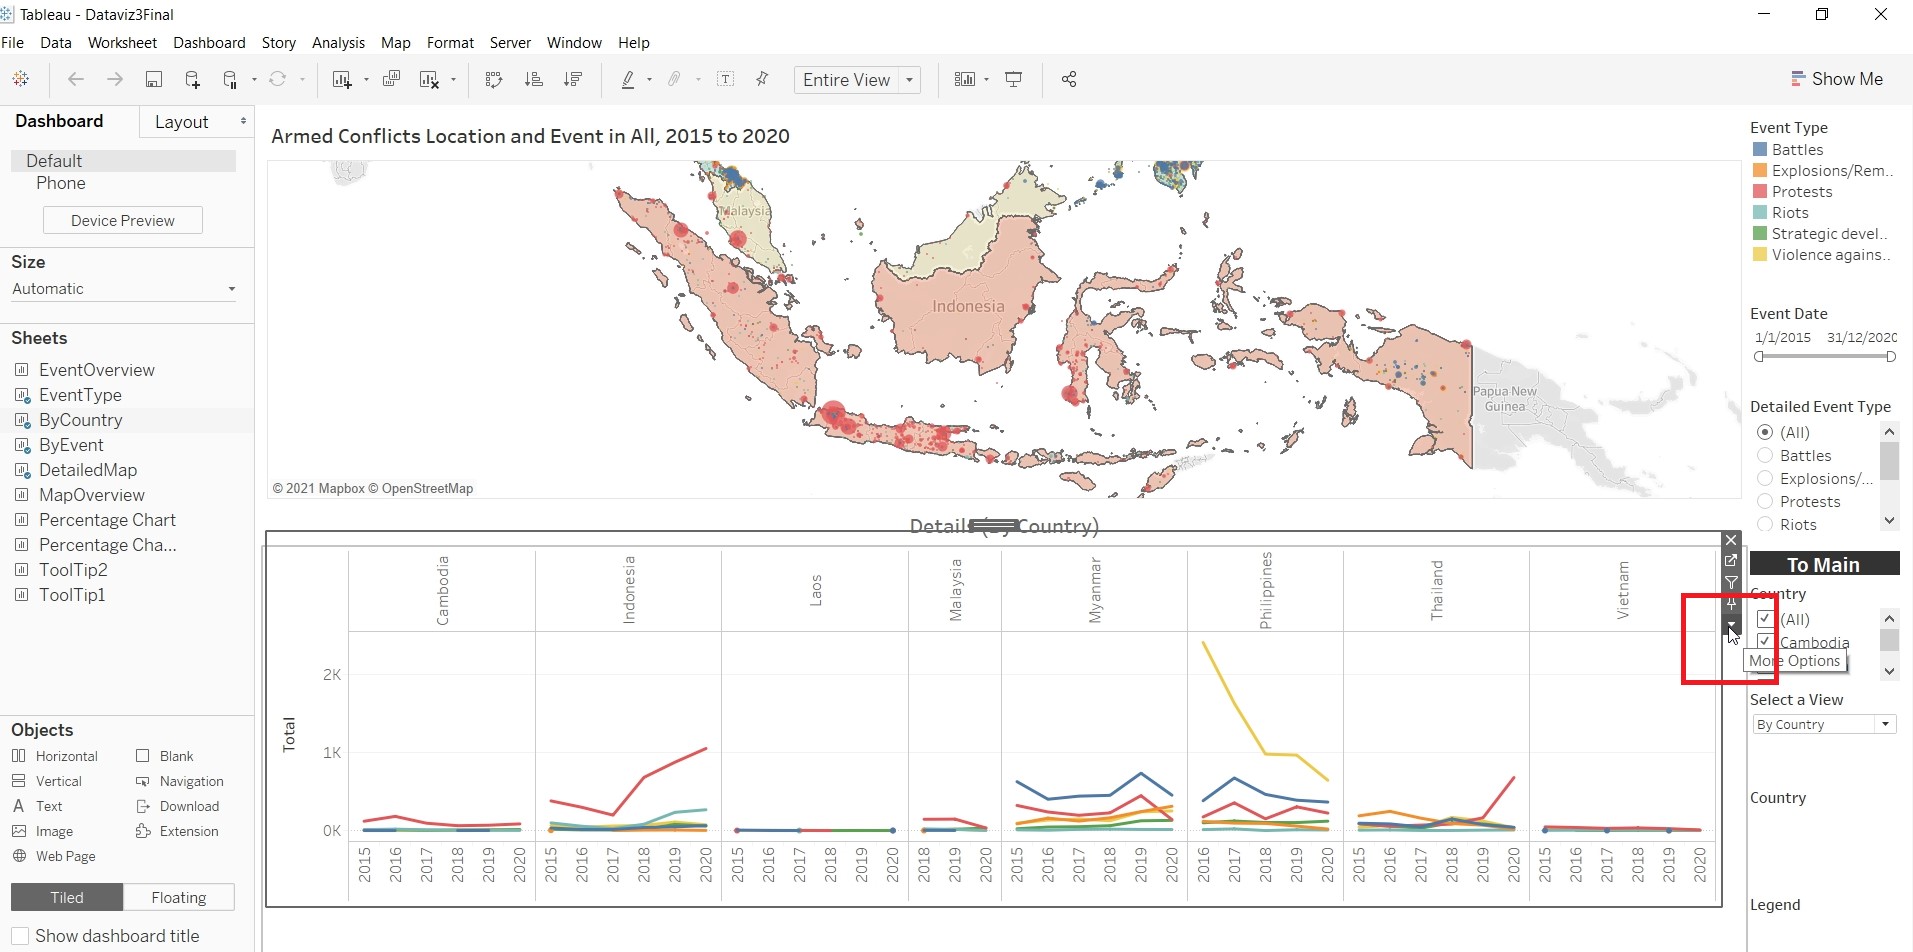 Tableau - Dataviz3Final
File Data Worksheet Dashboard Story Analysis Map Format Server Window Help
Entire View
Show Me
Dashboard
Layout
Default
Phone
Device Preview
Size
Automatic
Sheets
EventOverview
EventType
ByCountry
ByEvent
DetailedMap
MapOverview
Percentage Chart
Percentage Cha...
ToolTip2
ToolTip1
Objects
Horizontal Blank
Vertical Navigation
A Text Download
Image Extension
Web Page
Tiled Floating
Show dashboard title
Armed Conflicts Location and Event in All, 2015 to 2020
Malaysia
Indonesia
Papua New
Guinea
© 2021 Mapbox © OpenStreetMap
Details Country)
Cambodia
Indonesia
Laos
Malaysia
Myanmar
Philippines
Thailand
Vietnam
Total
2K
1K
0K
2015 2016 2017 2018 2019 2020
2015 2016 2017 2018 2019 2020
2015 2016 2017 2018 2019 2020
2018 2019 2020
2015 2016 2017 2018 2019 2020
2016 2017 2018 2019 2020
2015 2016 2017 2018 2019 2020
2015 2016 2017 2018 2019 2020
Event Type
Battles
Explosions/Rem..
Protests
Riots
Strategic devel..
Violence agains..
Event Date
1/1/2015 31/12/2020
Detailed Event Type
(All)
Battles
Explosions/...
Protests
Riots
To Main
Country
(All)
Cambodia
More Options
Select a View
By Country
Country
Legend